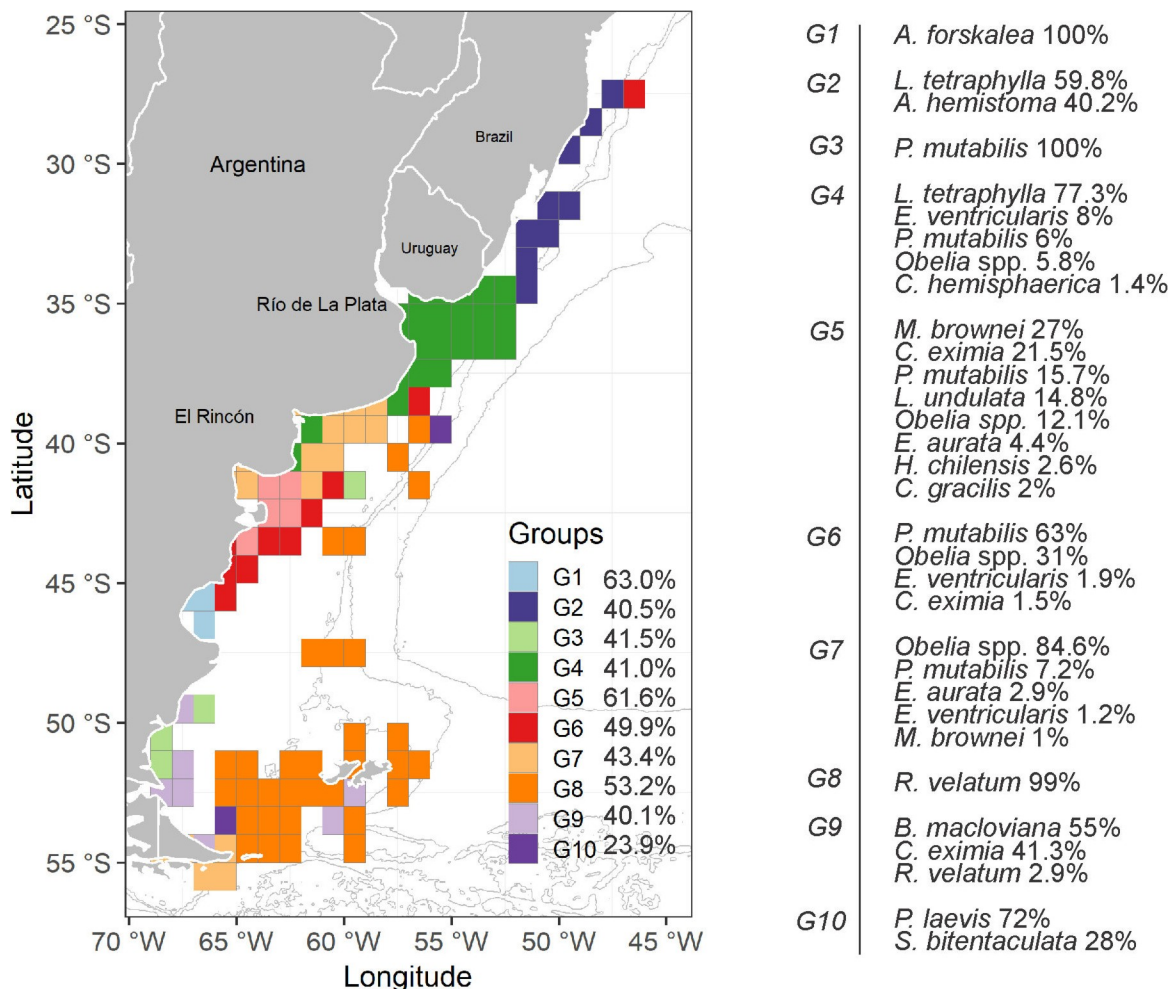 25 °S
30 °S
35 °S
40 °S
45 °S
50 °S
55 °S
Latitude
70 °W 65 °W 60 °W 55 °W 50 °W 45 °W
Longitude
Argentina
Brazil
Uruguay
Río de La Plata
El Rincón
Groups
G1 63.0%
G2 40.5%
G3 41.5%
G4 41.0%
G5 61.6%
G6 49.9%
G7 43.4%
G8 53.2%
G9 40.1%
G10 23.9%
G1 A. forskalea 100%
G2 L. tetraphylla 59.8%
A. hemistoma 40.2%
G3 P. mutabilis 100%
G4 L. tetraphylla 77.3%
E. ventricularis 8%
P. mutabilis 6%
Obelia spp. 5.8%
C. hemisphaerica 1.4%
G5 M. brownei 27%
C. eximia 21.5%
P. mutabilis 15.7%
L. undulata 14.8%
Obelia spp. 12.1%
E. aurata 4.4%
H. chilensis 2.6%
C. gracilis 2%
G6 P. mutabilis 63%
Obelia spp. 31%
E. ventricularis 1.9%
C. eximia 1.5%
G7 Obelia spp. 84.6%
P. mutabilis 7.2%
E. aurata 2.9%
E. ventricularis 1.2%
M. brownei 1%
G8 R. velatum 99%
G9 B. macloviana 55%
C. eximia 41.3%
R. velatum 2.9%
G10 P. laevis 72%
S. bitentaculata 28%